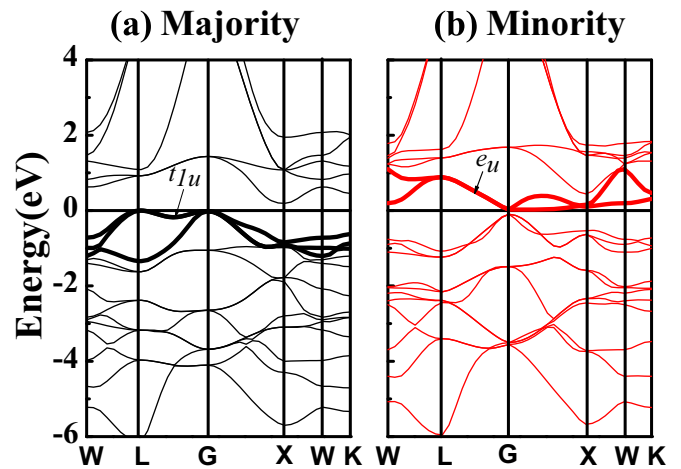 (a) Majority
(b) Minority
Energy(eV)
4
2
0
-2
-4
-6
t1u
eu
W L G X W K
W L G X W K